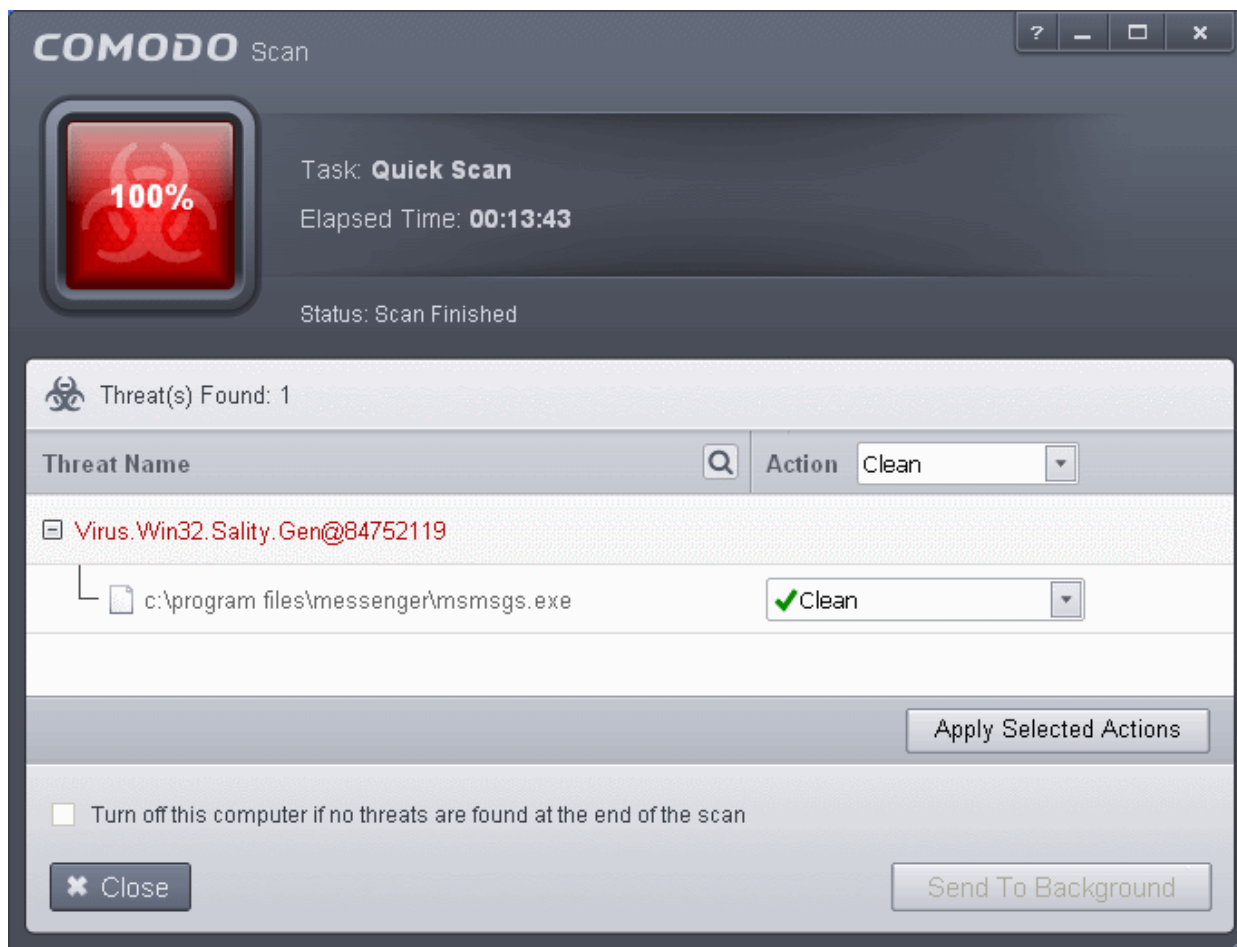 COMODO Scan
?
100%
Task: Quick Scan
Elapsed Time: 00:13:43
Status: Scan Finished
Threat(s) Found: 1
Threat Name
Action Clean
Virus.Win32.Sality.Gen@84752119
c:\program files\messenger\msmsgs.exe
Clean
Apply Selected Actions
Turn off this computer if no threats are found at the end of the scan
Close
Send To Background